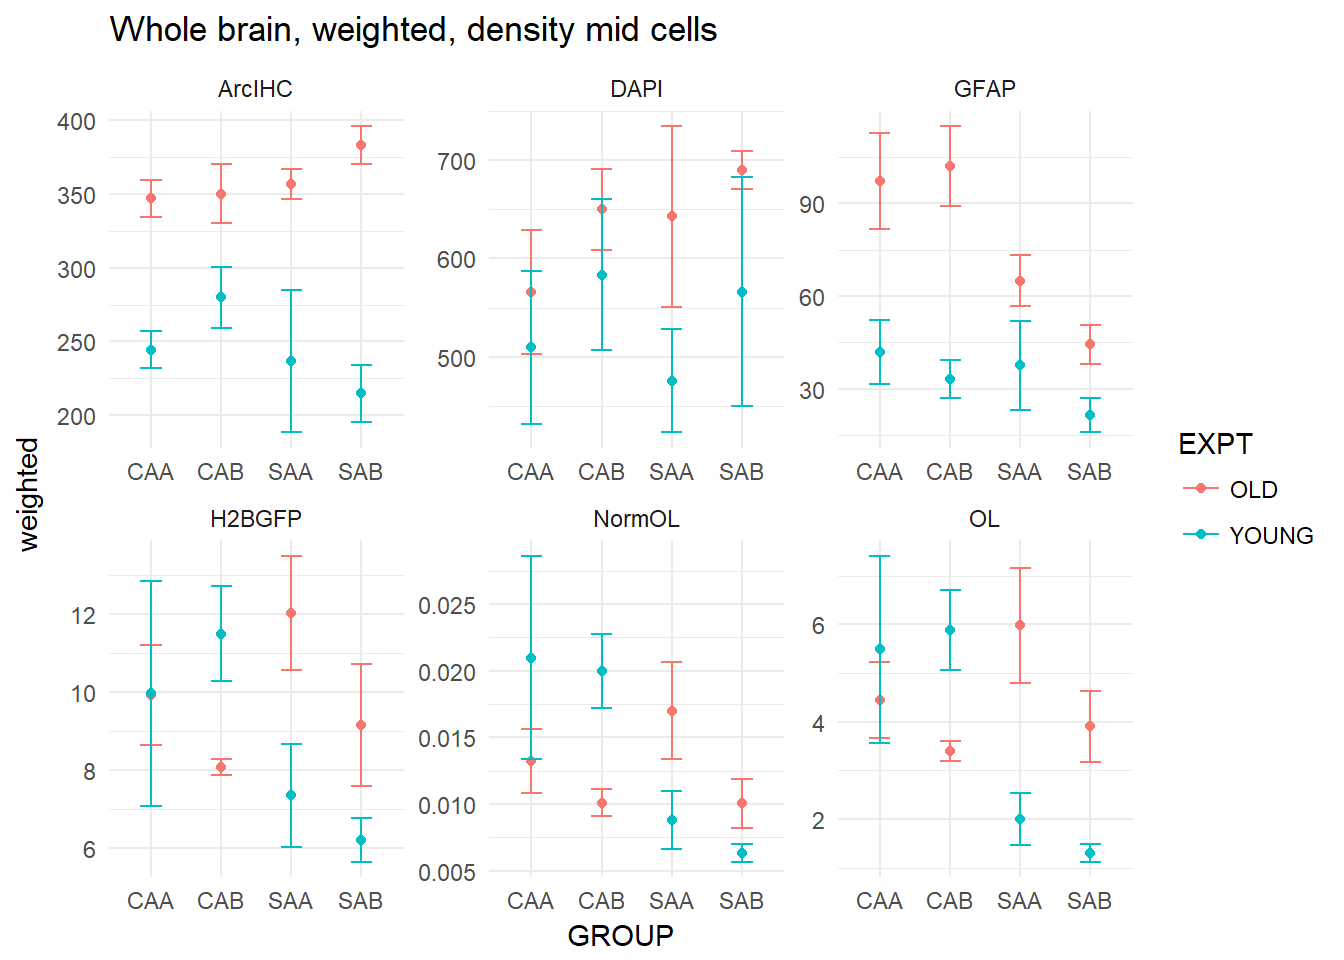 Whole brain, weighted, density mid cells
ArcIHC
DAPI
GFAP
400
350
300
250
200
700
600
500
90
60
30
CAA CAB SAA SAB
CAA CAB SAA SAB
CAA CAB SAA SAB
weighted
H2BGFP
NormOL
OL
12
10
8
6
0.025
0.020
0.015
0.010
0.005
6
4
2
CAA CAB SAA SAB
CAA CAB SAA SAB
CAA CAB SAA SAB
GROUP
EXPT
OLD
YOUNG